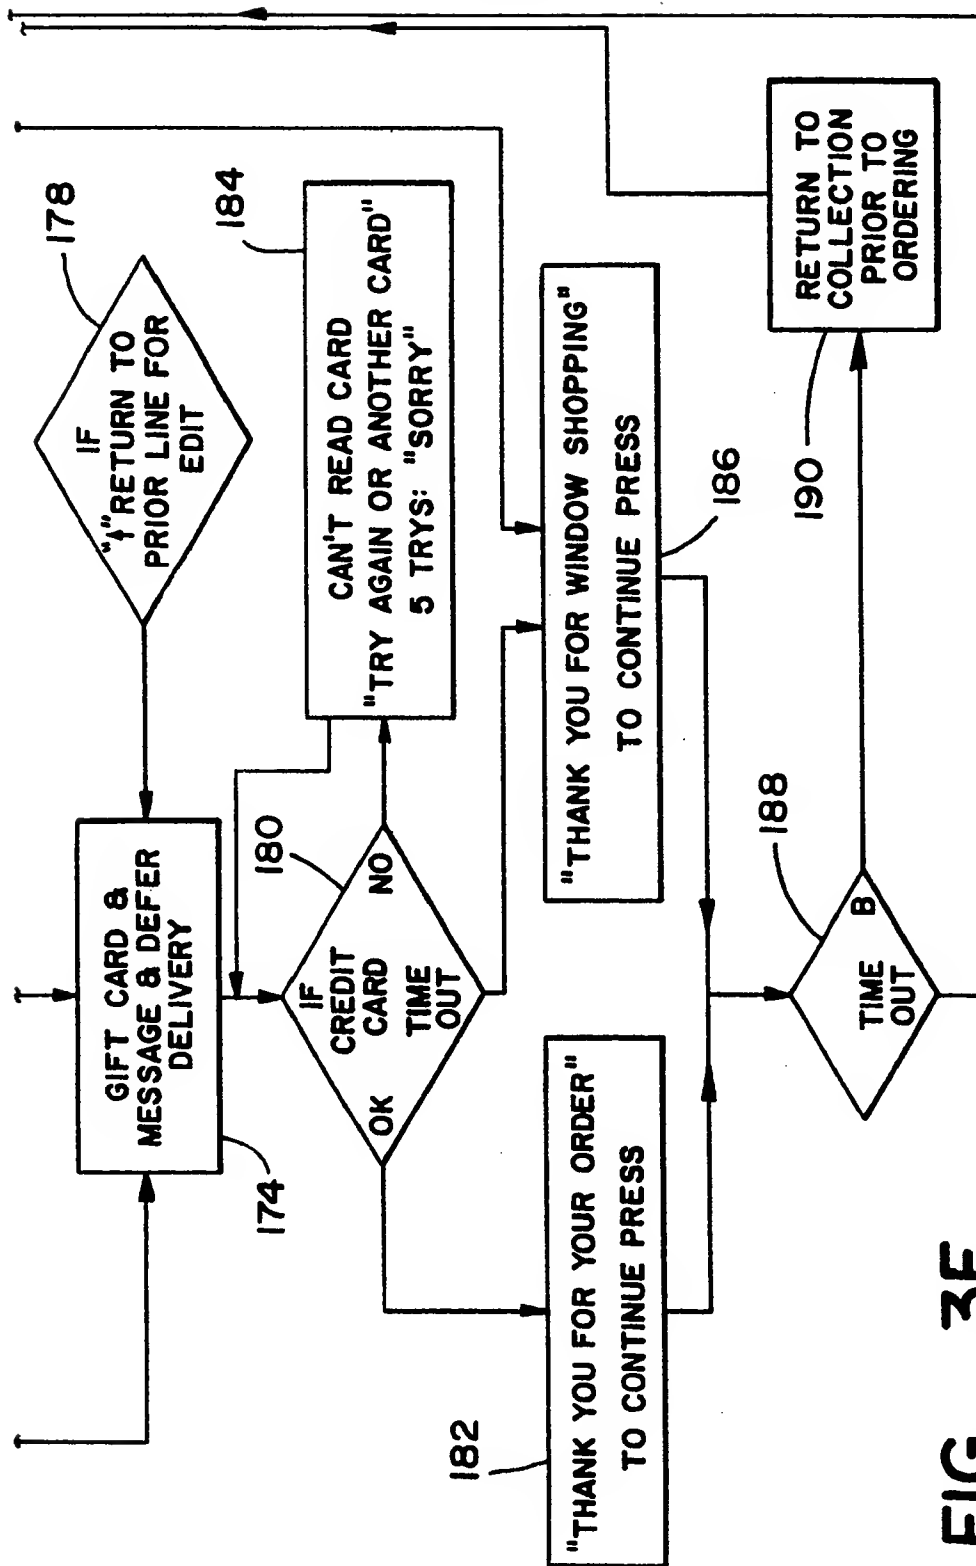 IF
"↑"RETURN TO
PRIOR LINE FOR
EDIT
178
GIFT CARD &
MESSAGE & DEFER
DELIVERY
174
IF
CREDIT
CARD
OK
NO
TIME
OUT
180
CAN'T READ CARD
"TRY AGAIN OR ANOTHER CARD"
5 TRYS: "SORRY"
184
"THANK YOU FOR YOUR ORDER"
TO CONTINUE PRESS
182
"THANK YOU FOR WINDOW SHOPPING"
TO CONTINUE PRESS
186
TIME
OUT
B
188
RETURN TO
COLLECTION
PRIOR TO
ORDERING
190
FIG